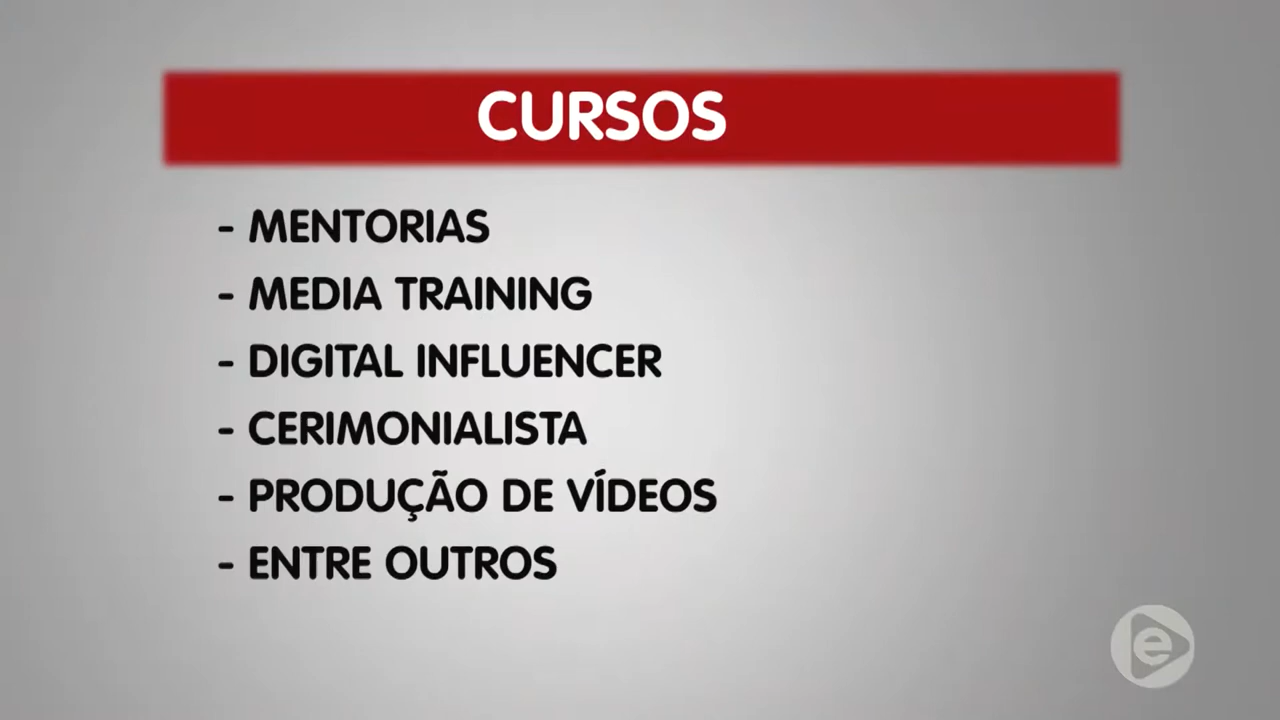 CURSOS
- MENTORIAS
- MEDIA TRAINING
- DIGITAL INFLUENCER
- CERIMONIALISTA
- PRODUÇÃO DE VÍDEOS
- ENTRE OUTROS
e